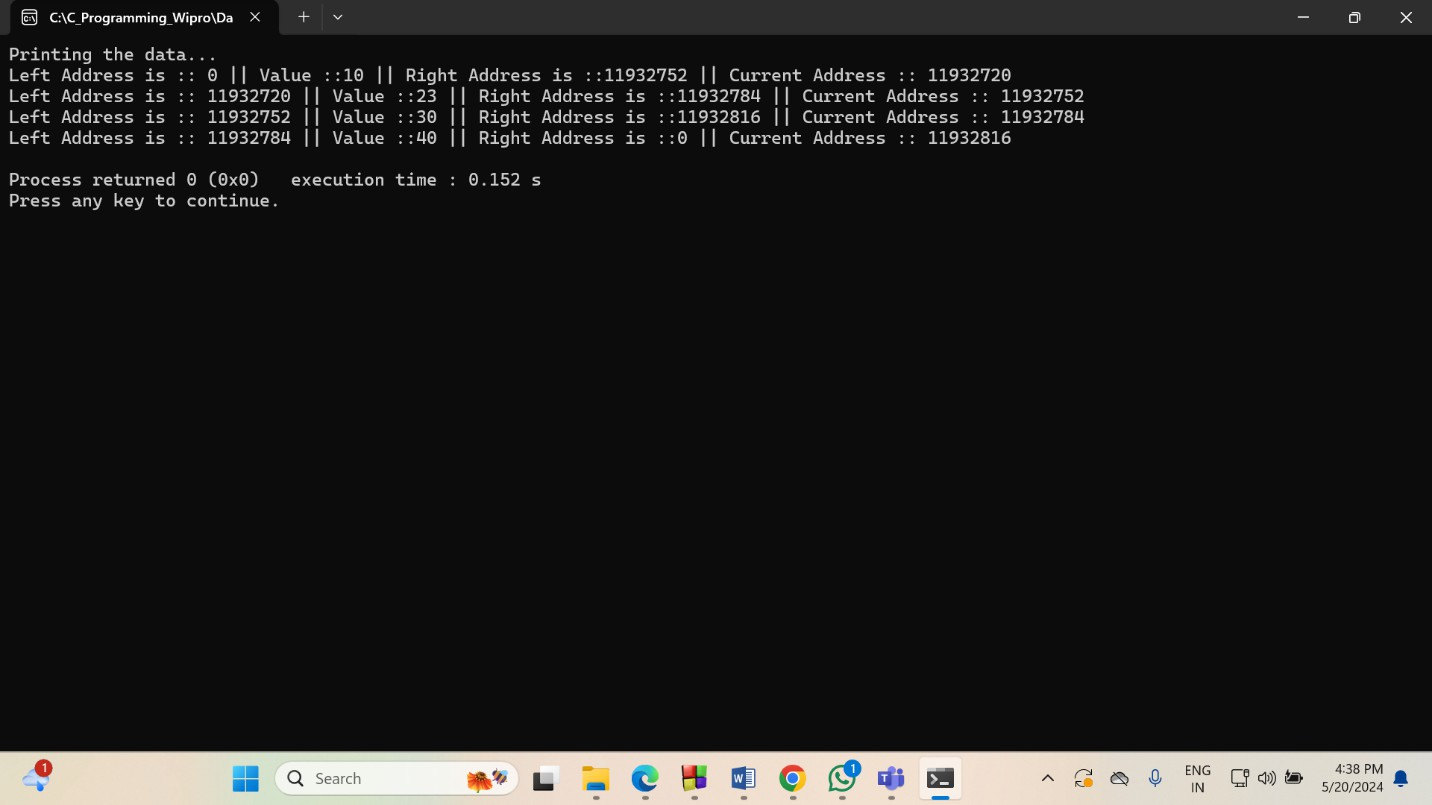 C:\C_Programming_Wipro\Da
Printing the data...
Left Address is :: 0 || Value ::10 || Right Address is ::11932752 || Current Address :: 11932720
Left Address is :: 11932720 || Value ::23 || Right Address is ::11932784 || Current Address :: 11932752
Left Address is :: 11932752 || Value ::30 || Right Address is ::11932816 || Current Address :: 11932784
Left Address is :: 11932784 || Value ::40 || Right Address is ::0 || Current Address :: 11932816
Process returned 0 (0x0)   execution time : 0.152 s
Press any key to continue.
1
Search
1
ENG
IN
4:38 PM
5/20/2024